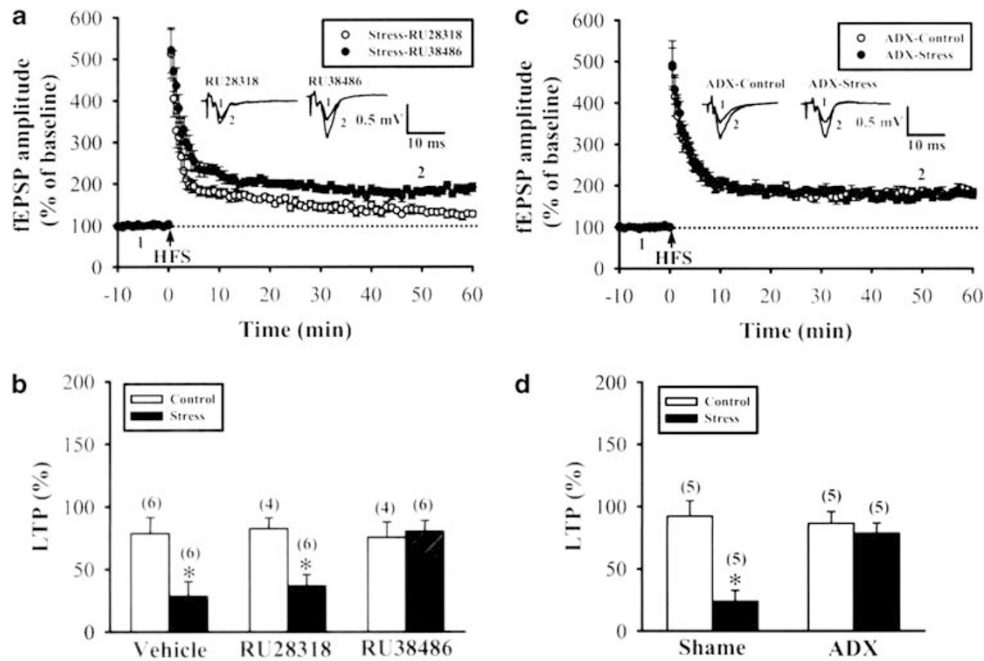 a
600
500
400
300
200
100
0
fEPSP amplitude
(% of baseline)
Stress-RU28318
Stress-RU38486
RU28318
RU38486
1
2
1
2
0.5 mV
10 ms
2
1
HFS
-10 0 10 20 30 40 50 60
Time (min)
c
600
500
400
300
200
100
0
fEPSP amplitude
(% of baseline)
ADX-Control
ADX-Stress
ADX-Control
ADX-Stress
1
2
1
2
0.5 mV
10 ms
2
1
HFS
-10 0 10 20 30 40 50 60
Time (min)
b
200
150
100
50
0
LTP (%)
Control
Stress
(6)
(6)
*
(4)
(6)
*
(4)
(6)
Vehicle RU28318 RU38486
d
200
150
100
50
0
LTP (%)
Control
Stress
(5)
(5)
*
(5)
(5)
Shame ADX